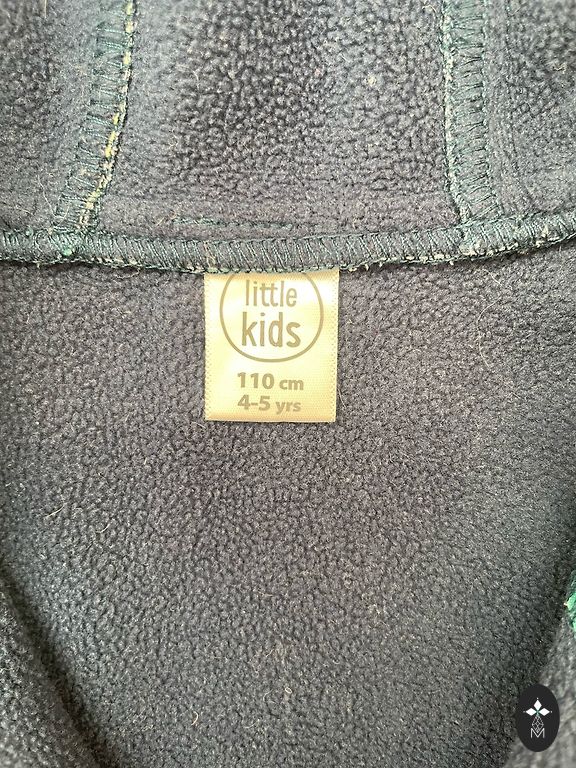 little
kids
110 cm
4-5 yrs
M